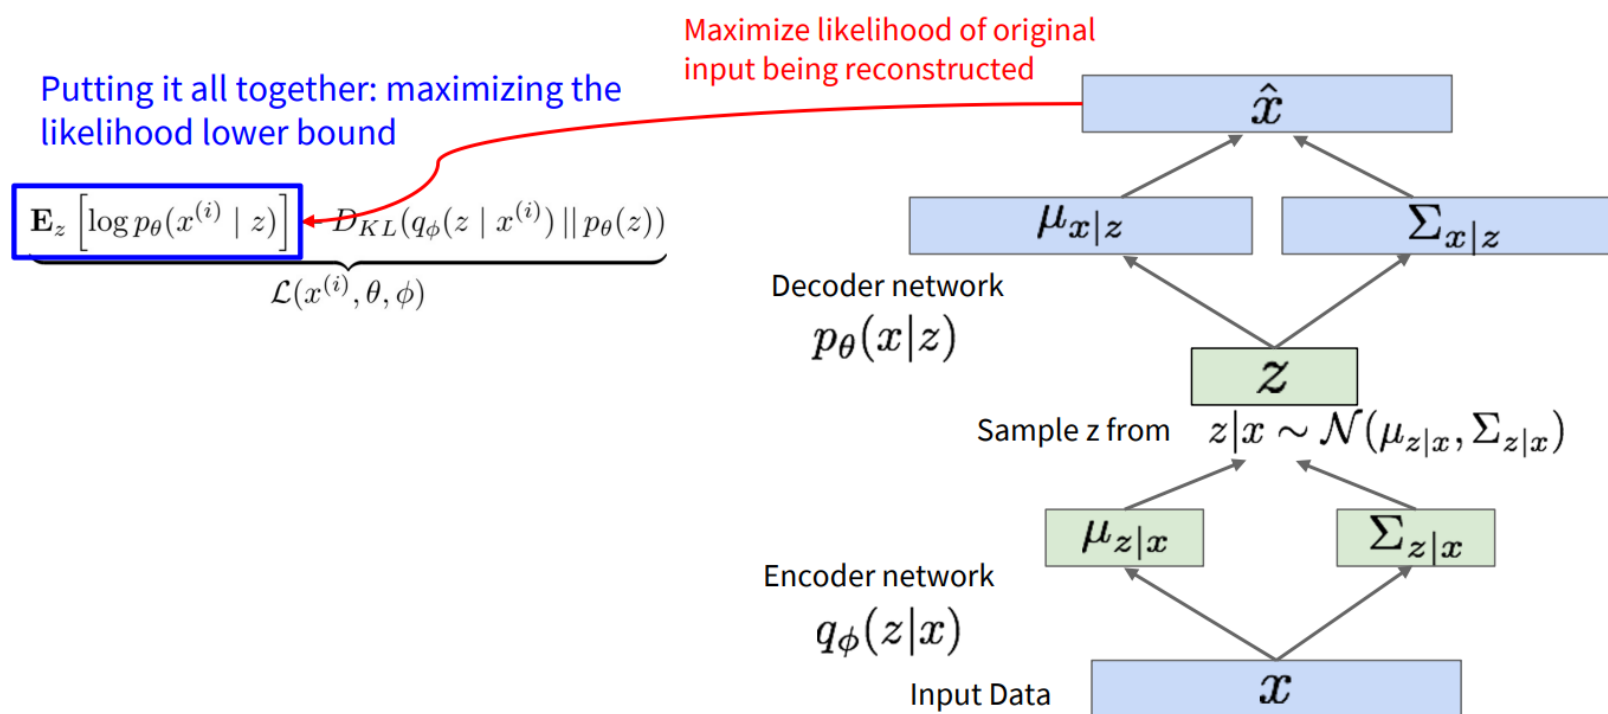 Maximize likelihood of original
input being reconstructed
Putting it all together: maximizing the
likelihood lower bound
x̂
E_z [log p_θ(x^(i) | z)] − D_KL(q_ϕ(z | x^(i)) || p_θ(z))
L(x^(i), θ, ϕ)
μ_x|z
Σ_x|z
Decoder network
p_θ(x|z)
z
Sample z from z|x ∼ N(μ_z|x, Σ_z|x)
μ_z|x
Σ_z|x
Encoder network
q_ϕ(z|x)
Input Data
x